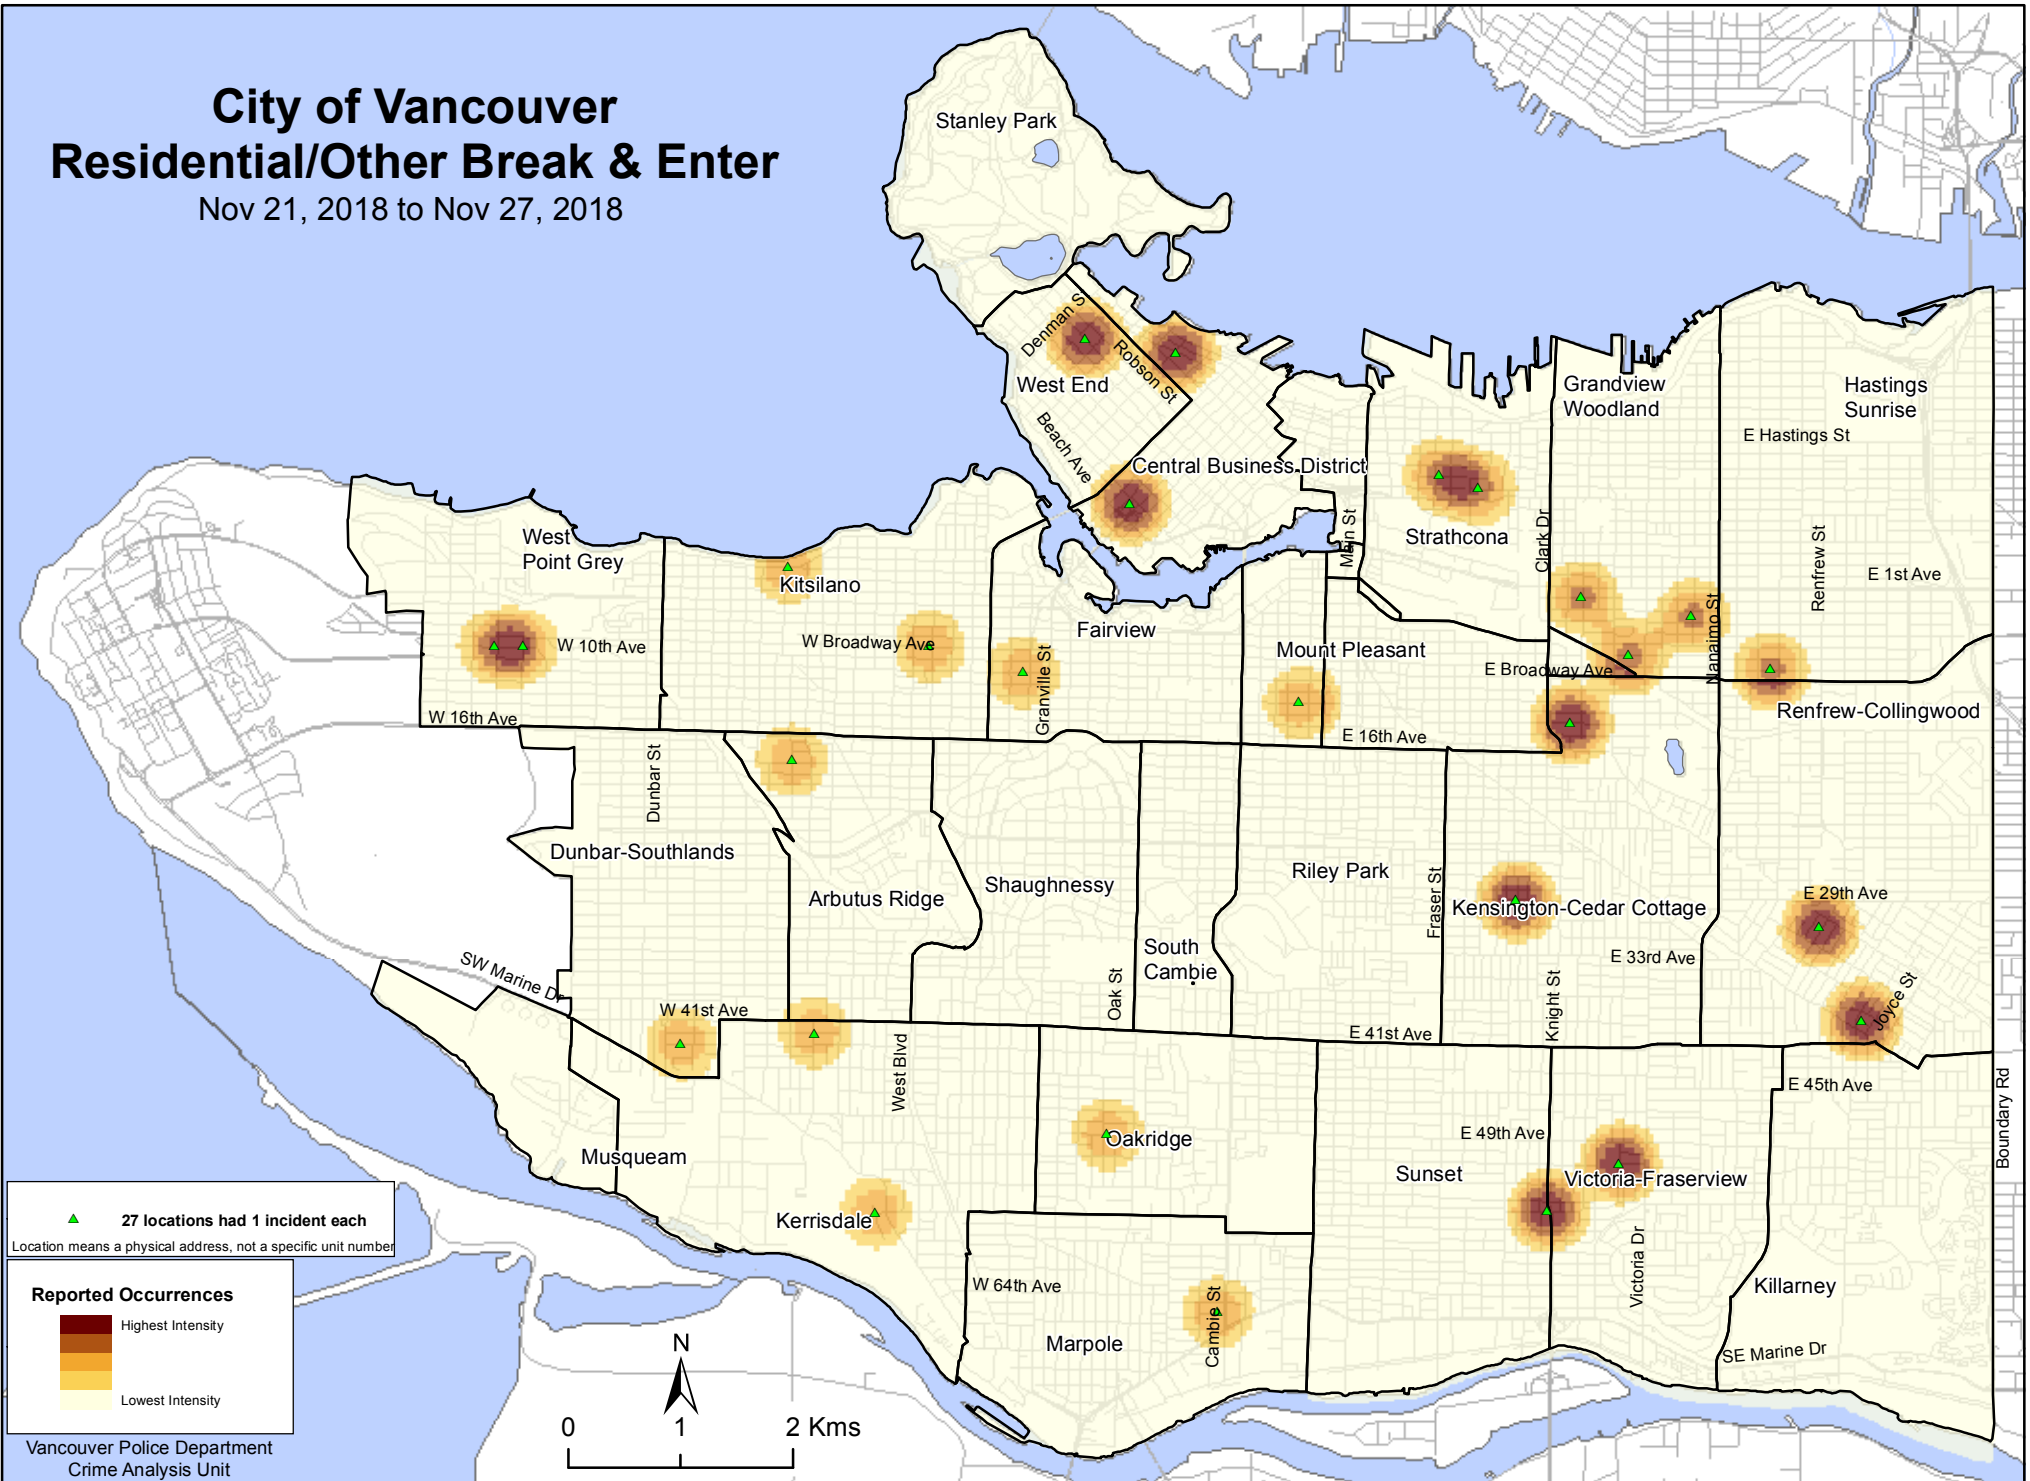 City of Vancouver
Residential/Other Break & Enter
Nov 21, 2018 to Nov 27, 2018
Stanley Park
Denman S
Robson St
West End
Beach Ave
Central Business District
Grandview
Woodland
Hastings
Sunrise
E Hastings St
Main St
Strathcona
Clark Dr
Renfrew St
E 1st Ave
West
Point Grey
Kitsilano
W 10th Ave
W Broadway Ave
Fairview
Granville St
Mount Pleasant
E Broadway Ave
Nanaimo St
W 16th Ave
E 16th Ave
Renfrew-Collingwood
Dunbar St
Dunbar-Southlands
Arbutus Ridge
Shaughnessy
Riley Park
Fraser St
Kensington-Cedar Cottage
E 29th Ave
South
Cambie
E 33rd Ave
SW Marine Dr
W 41st Ave
Oak St
Knight St
Joyce St
E 41st Ave
West Blvd
E 45th Ave
Boundary Rd
Oakridge
E 49th Ave
Musqueam
Sunset
Victoria-Fraserview
Kerrisdale
Victoria Dr
W 64th Ave
Cambie St
Killarney
Marpole
SE Marine Dr
27 locations had 1 incident each
Location means a physical address, not a specific unit number
Reported Occurrences
Highest Intensity
Lowest Intensity
N
0 1 2 Kms
Vancouver Police Department
Crime Analysis Unit